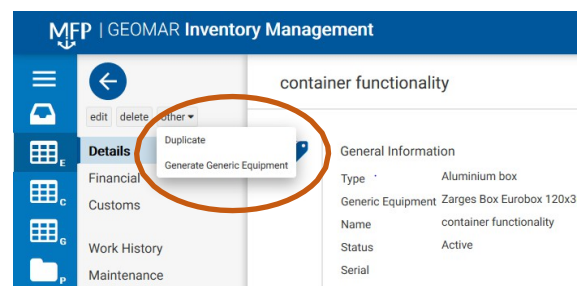 MFP | GEOMAR Inventory Management
container functionality
edit delete other
Duplicate
Generate Generic Equipment
Details
Financial
Customs
Work History
Maintenance
E
C
G
P
General Information
Type Aluminium box
Generic Equipment Zarges Box Eurobox 120x3
Name container functionality
Status Active
Serial